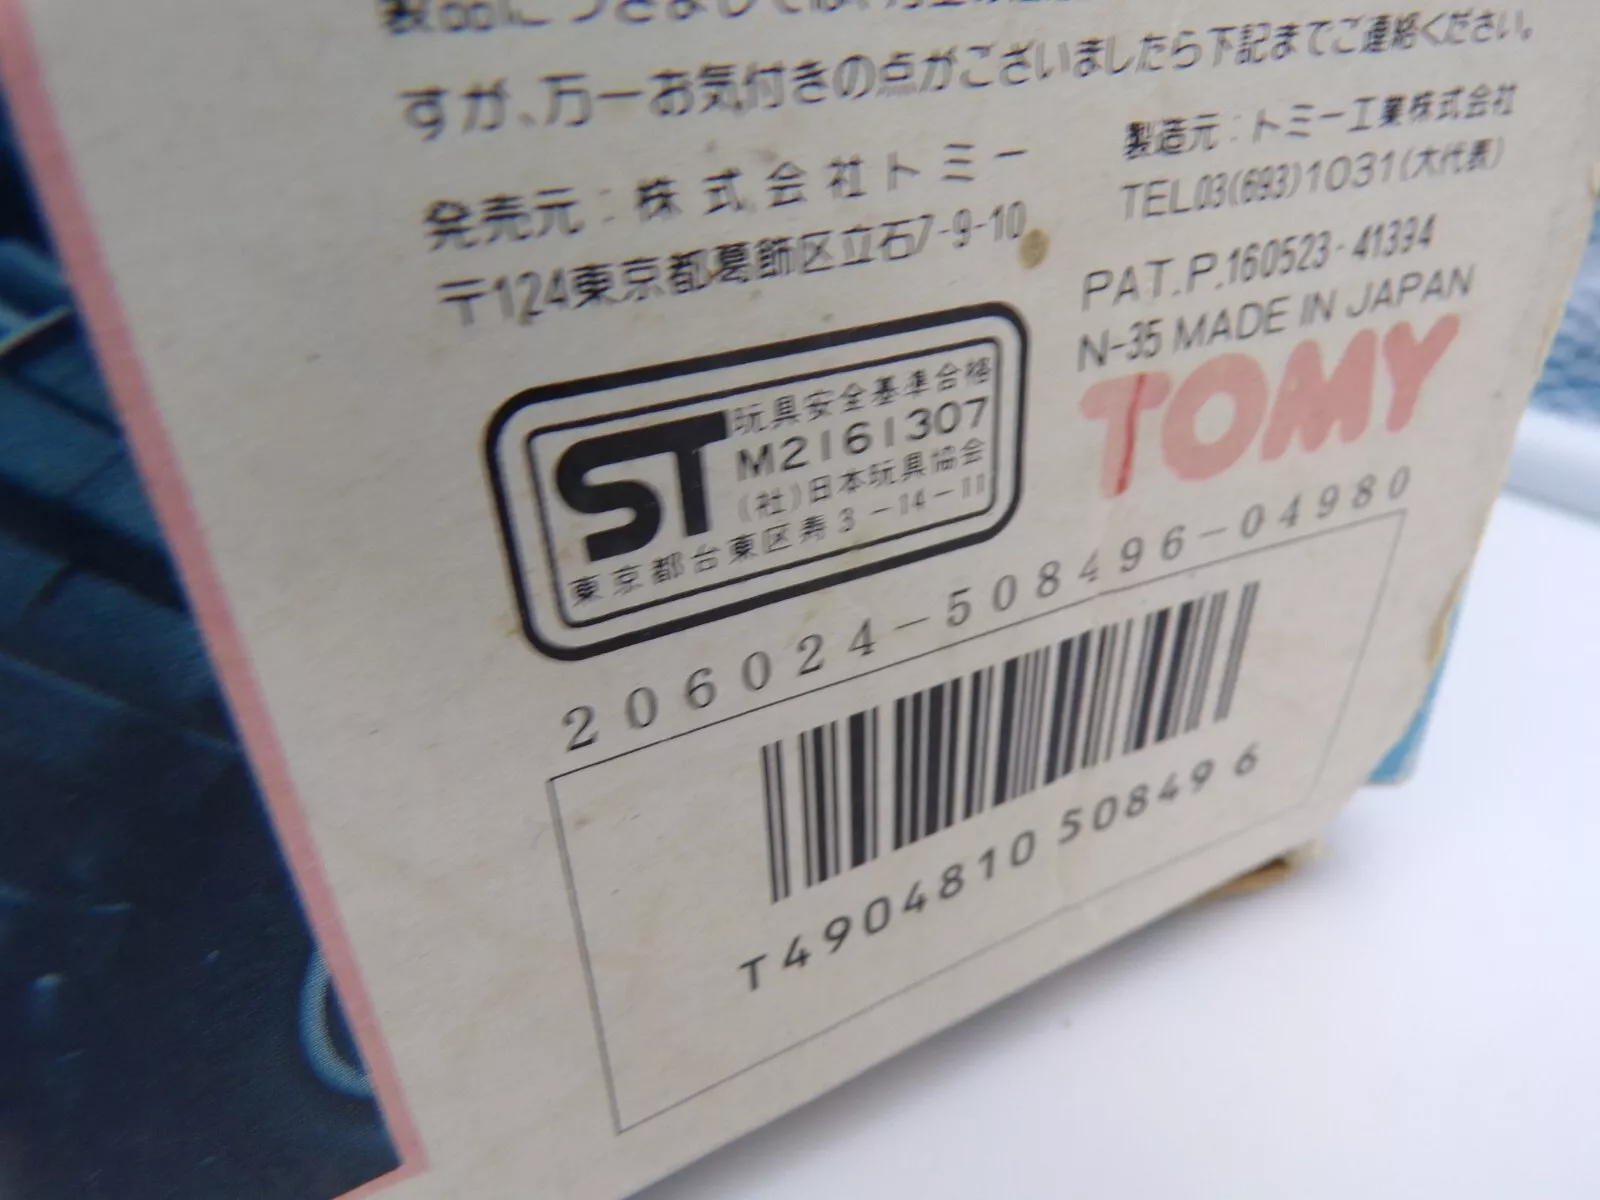 すが、万一お気付きの点がございましたら下記までご連絡ください。
発売元：株式会社トミー
〒124東京都葛飾区立石7-9-10
製造元：トミー工業株式会社
TEL03(693)1031(大代表)
PAT.P.160523-41394
N-35 MADE IN JAPAN
TOMY
ST
玩具安全基準合格
M2161307
(社)日本玩具協会
東京都台東区寿3-14-11
206024-508496-04980
T4904810508496